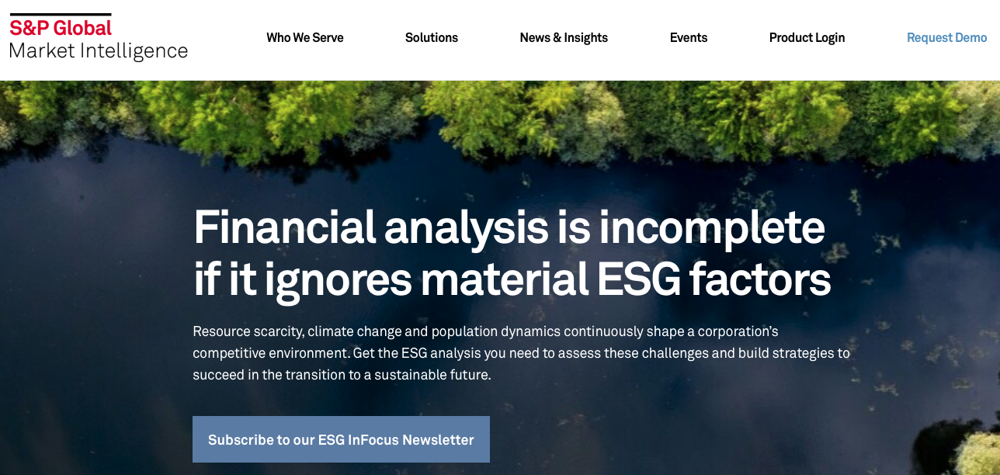 S&P Global
Market Intelligence
Who We Serve
Solutions
News & Insights
Events
Product Login
Request Demo
Financial analysis is incomplete
if it ignores material ESG factors
Resource scarcity, climate change and population dynamics continuously shape a corporation’s
competitive environment. Get the ESG analysis you need to assess these challenges and build strategies to
succeed in the transition to a sustainable future.
Subscribe to our ESG InFocus Newsletter